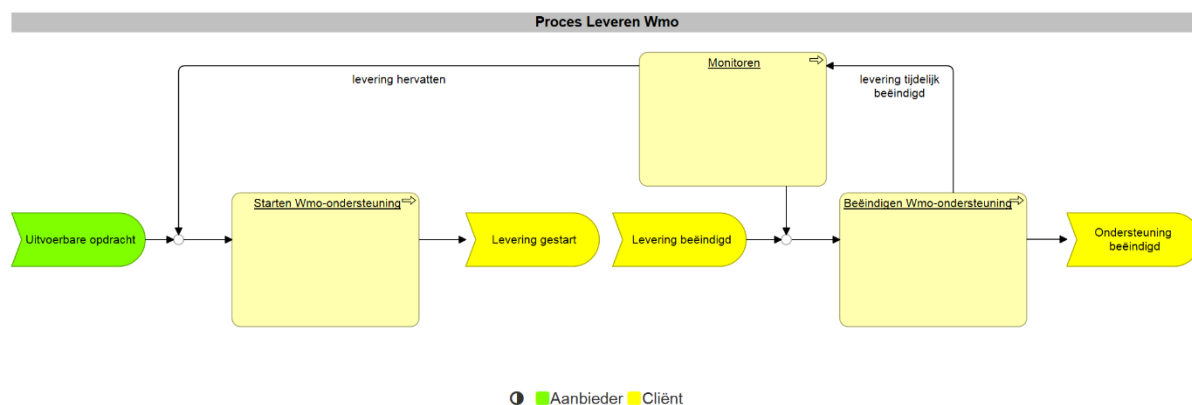 Proces Leveren Wmo
Monitoren
levering hervatten
levering tijdelijk
beëindigd
Starten Wmo-ondersteuning
Beëindigen Wmo-ondersteuning
Uitvoerbare opdracht
Levering gestart
Levering beëindigd
Ondersteuning
beëindigd
Aanbieder Cliënt